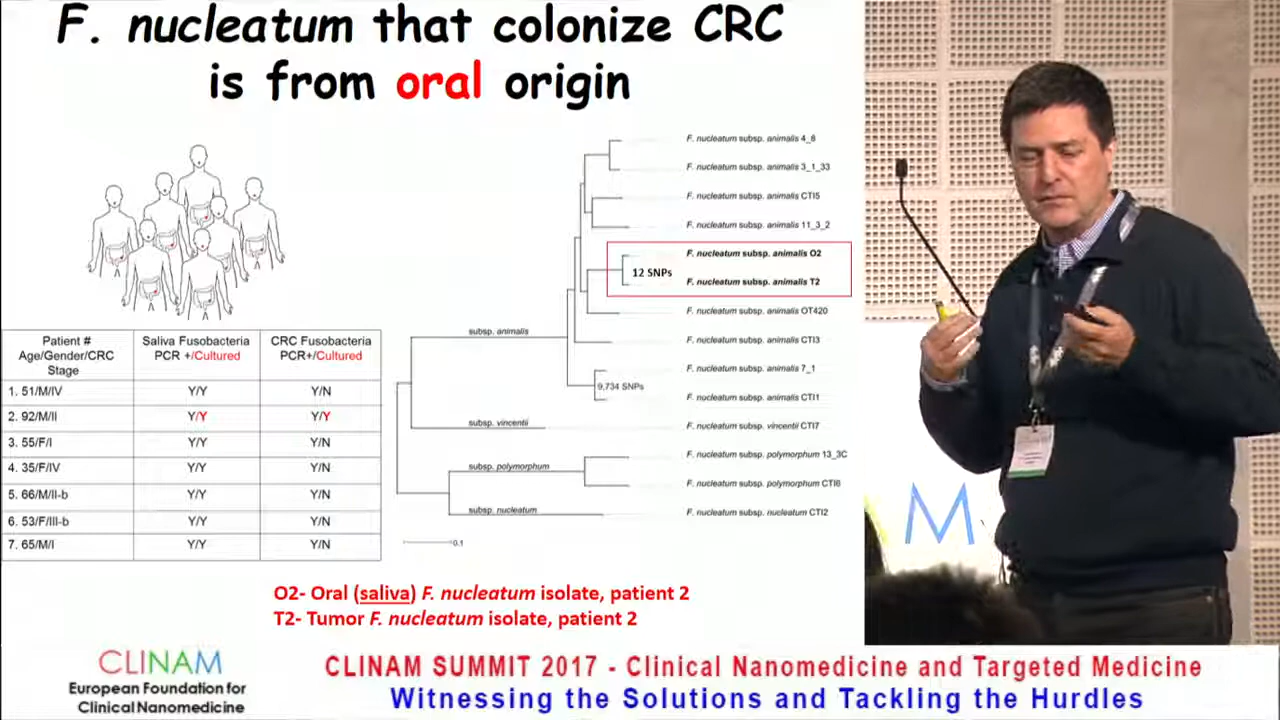 F. nucleatum that colonize CRC
is from oral origin
Patient #
Age/Gender/CRC
Stage
Saliva Fusobacteria
PCR +/Cultured
CRC Fusobacteria
PCR+/Cultured
1. 51/M/IV Y/Y Y/N
2. 92/M/II Y/Y Y/Y
3. 55/F/I Y/Y Y/N
4. 35/F/IV Y/Y Y/N
5. 66/M/II-b Y/Y Y/N
6. 53/F/III-b Y/Y Y/N
7. 65/M/I Y/Y Y/N
F. nucleatum subsp. animalis 4_8
F. nucleatum subsp. animalis 3_1_33
F. nucleatum subsp. animalis CTI5
F. nucleatum subsp. animalis 11_3_2
F. nucleatum subsp. animalis O2
12 SNPs
F. nucleatum subsp. animalis T2
F. nucleatum subsp. animalis OT420
subsp. animalis
F. nucleatum subsp. animalis CTI3
F. nucleatum subsp. animalis 7_1
9,734 SNPs
F. nucleatum subsp. animalis CTI1
subsp. vincentii
F. nucleatum subsp. vincentii CTI7
F. nucleatum subsp. polymorphum 13_3C
subsp. polymorphum
F. nucleatum subsp. polymorphum CTI6
subsp. nucleatum
F. nucleatum subsp. nucleatum CTI2
0.1
O2- Oral (saliva) F. nucleatum isolate, patient 2
T2- Tumor F. nucleatum isolate, patient 2
M
CLINAM
European Foundation for
Clinical Nanomedicine
CLINAM SUMMIT 2017 - Clinical Nanomedicine and Targeted Medicine
Witnessing the Solutions and Tackling the Hurdles